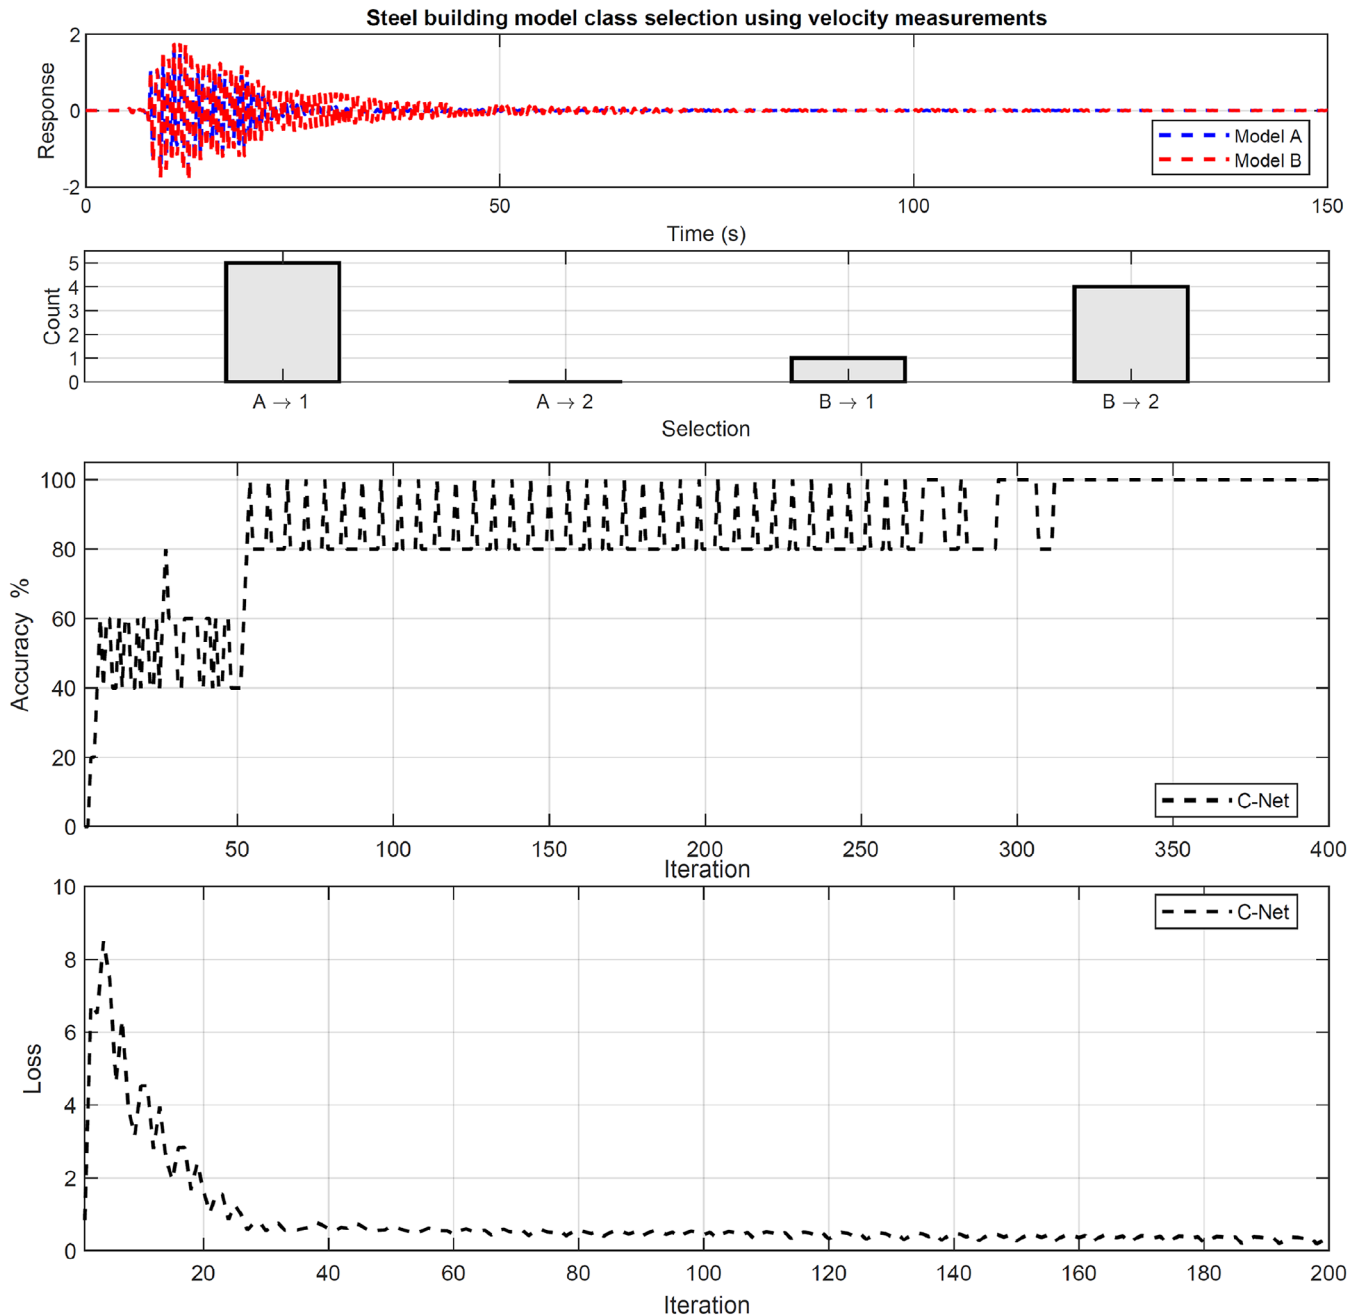 Steel building model class selection using velocity measurements
2
0
-2
Response
Model A
Model B
0 50 100 150
Time (s)
5
4
3
2
1
0
Count
A → 1 A → 2 B → 1 B → 2
Selection
100
80
60
40
20
0
Accuracy %
C-Net
50 100 150 200 250 300 350 400
Iteration
10
8
6
4
2
0
Loss
C-Net
20 40 60 80 100 120 140 160 180 200
Iteration